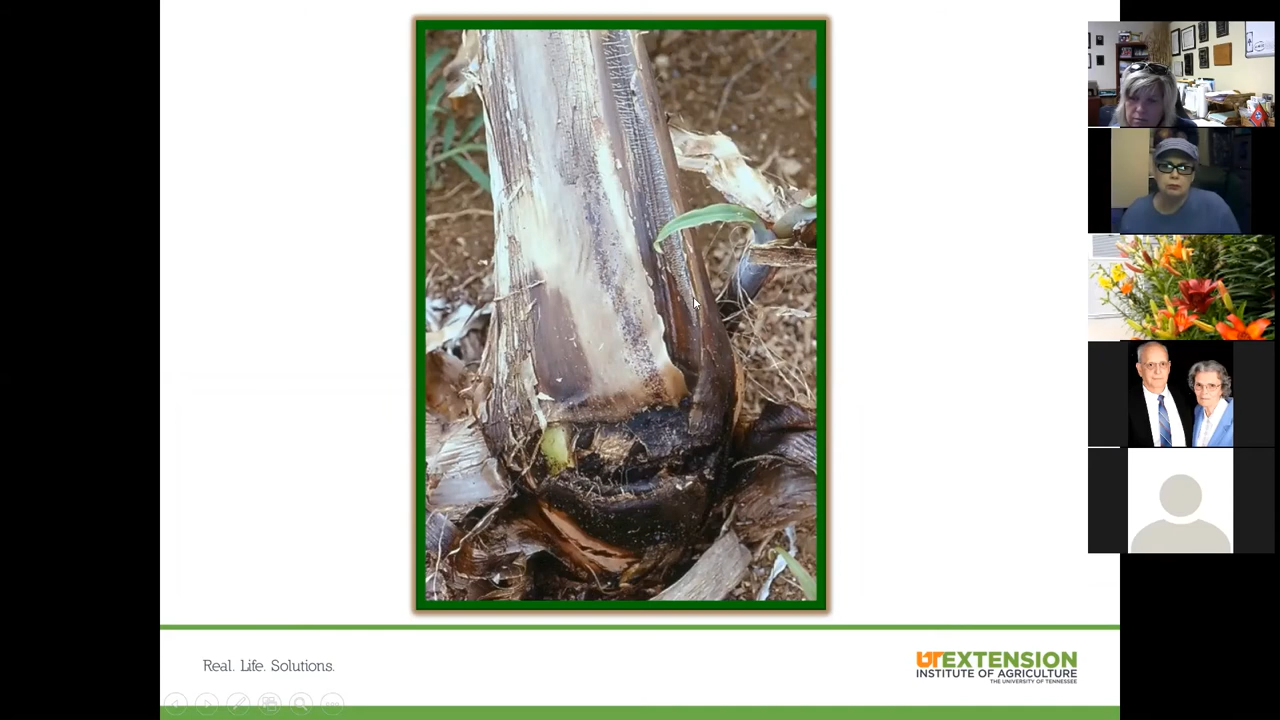 Real. Life. Solutions.
UTEXTENSION
INSTITUTE OF AGRICULTURE
THE UNIVERSITY OF TENNESSEE